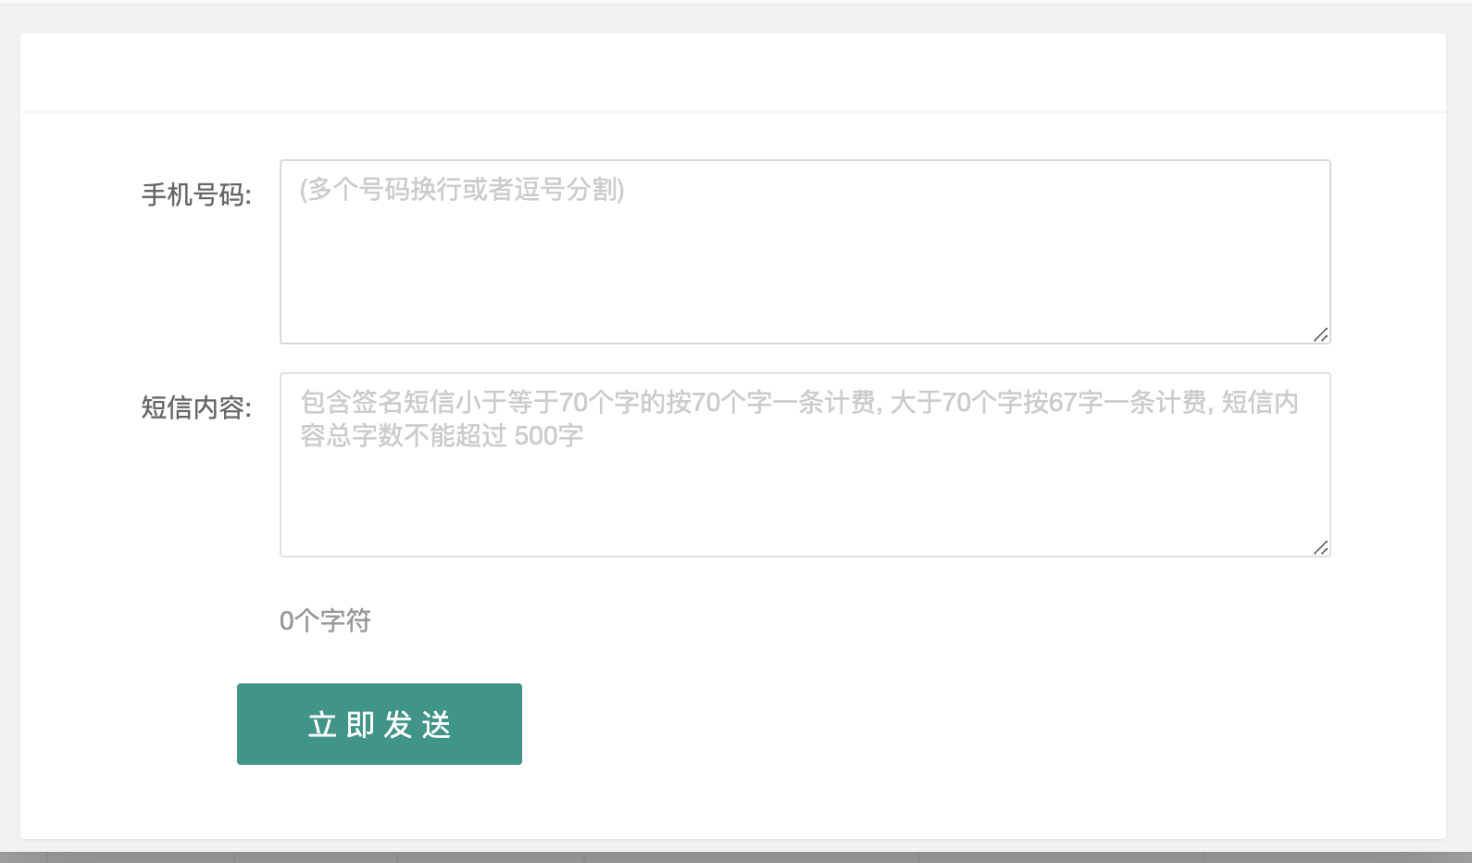 手机号码:
(多个号码换行或者逗号分割)
短信内容:
包含签名短信小于等于70个字的按70个字一条计费, 大于70个字按67字一条计费, 短信内
容总字数不能超过 500字
0个字符
立即发送